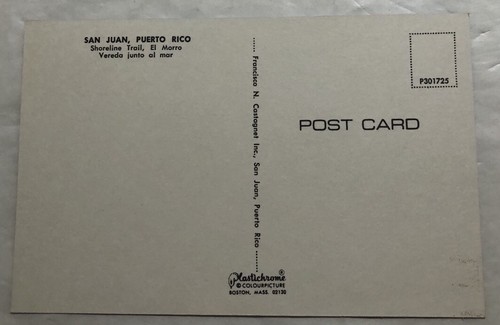 SAN JUAN, PUERTO RICO
Shoreline Trail, El Morro
Vereda junto al mar
...... Francisco N. Castagnet Inc., San Juan, Puerto Rico ......
P301725
POST CARD
Plastichrome ®
© COLOURPICTURE
BOSTON, MASS. 02130